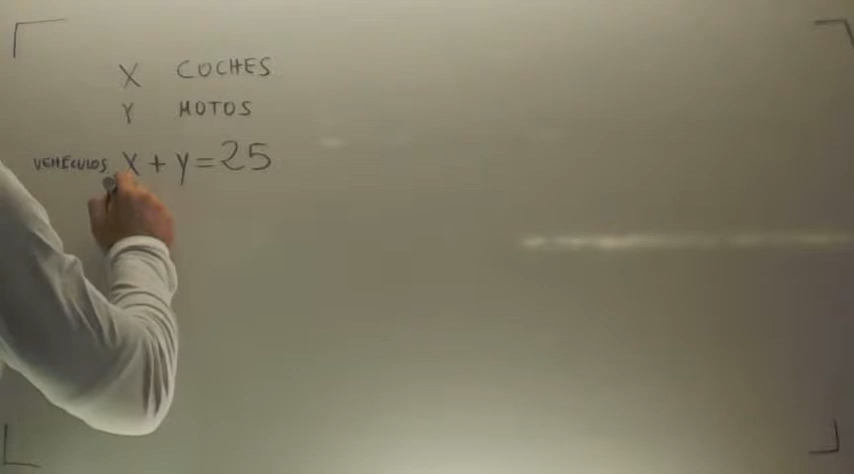 X COCHES
Y MOTOS
VEHÍCULOS X + Y = 25